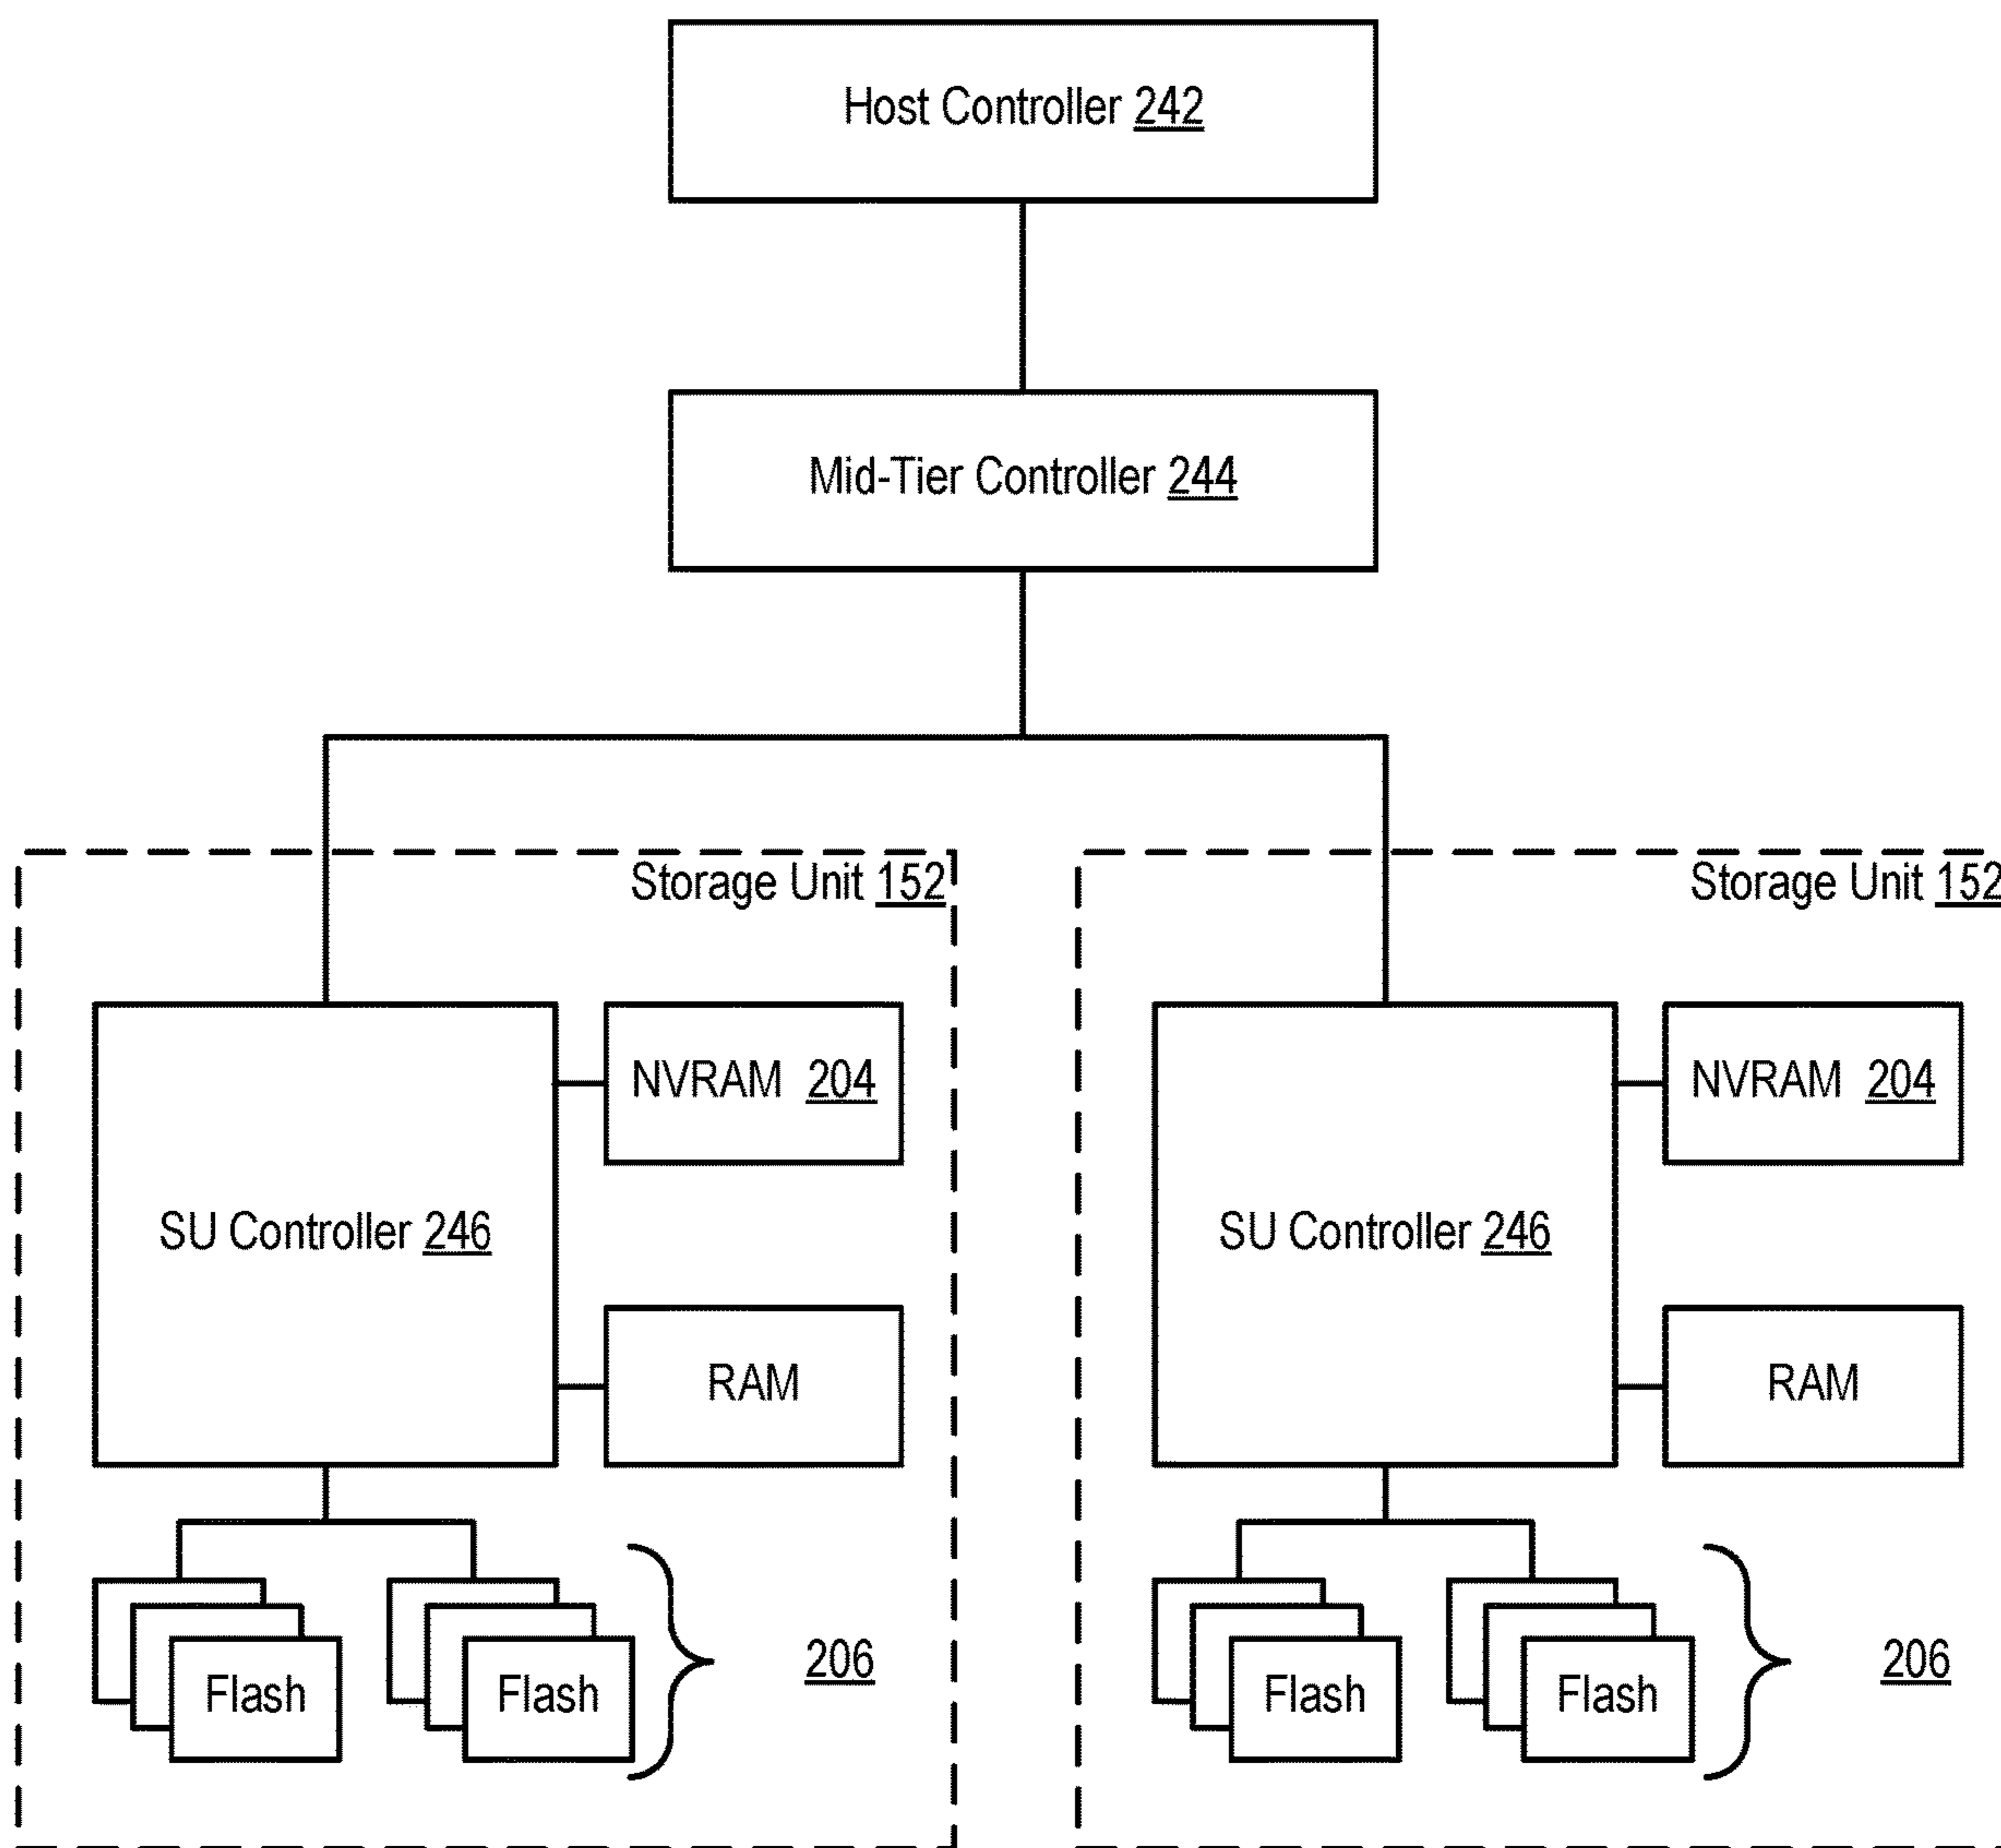 Host Controller 242
Mid-Tier Controller 244
Storage Unit 152
Storage Unit 152
NVRAM 204
NVRAM 204
SU Controller 246
SU Controller 246
RAM
RAM
206
206
Flash
Flash
Flash
Flash